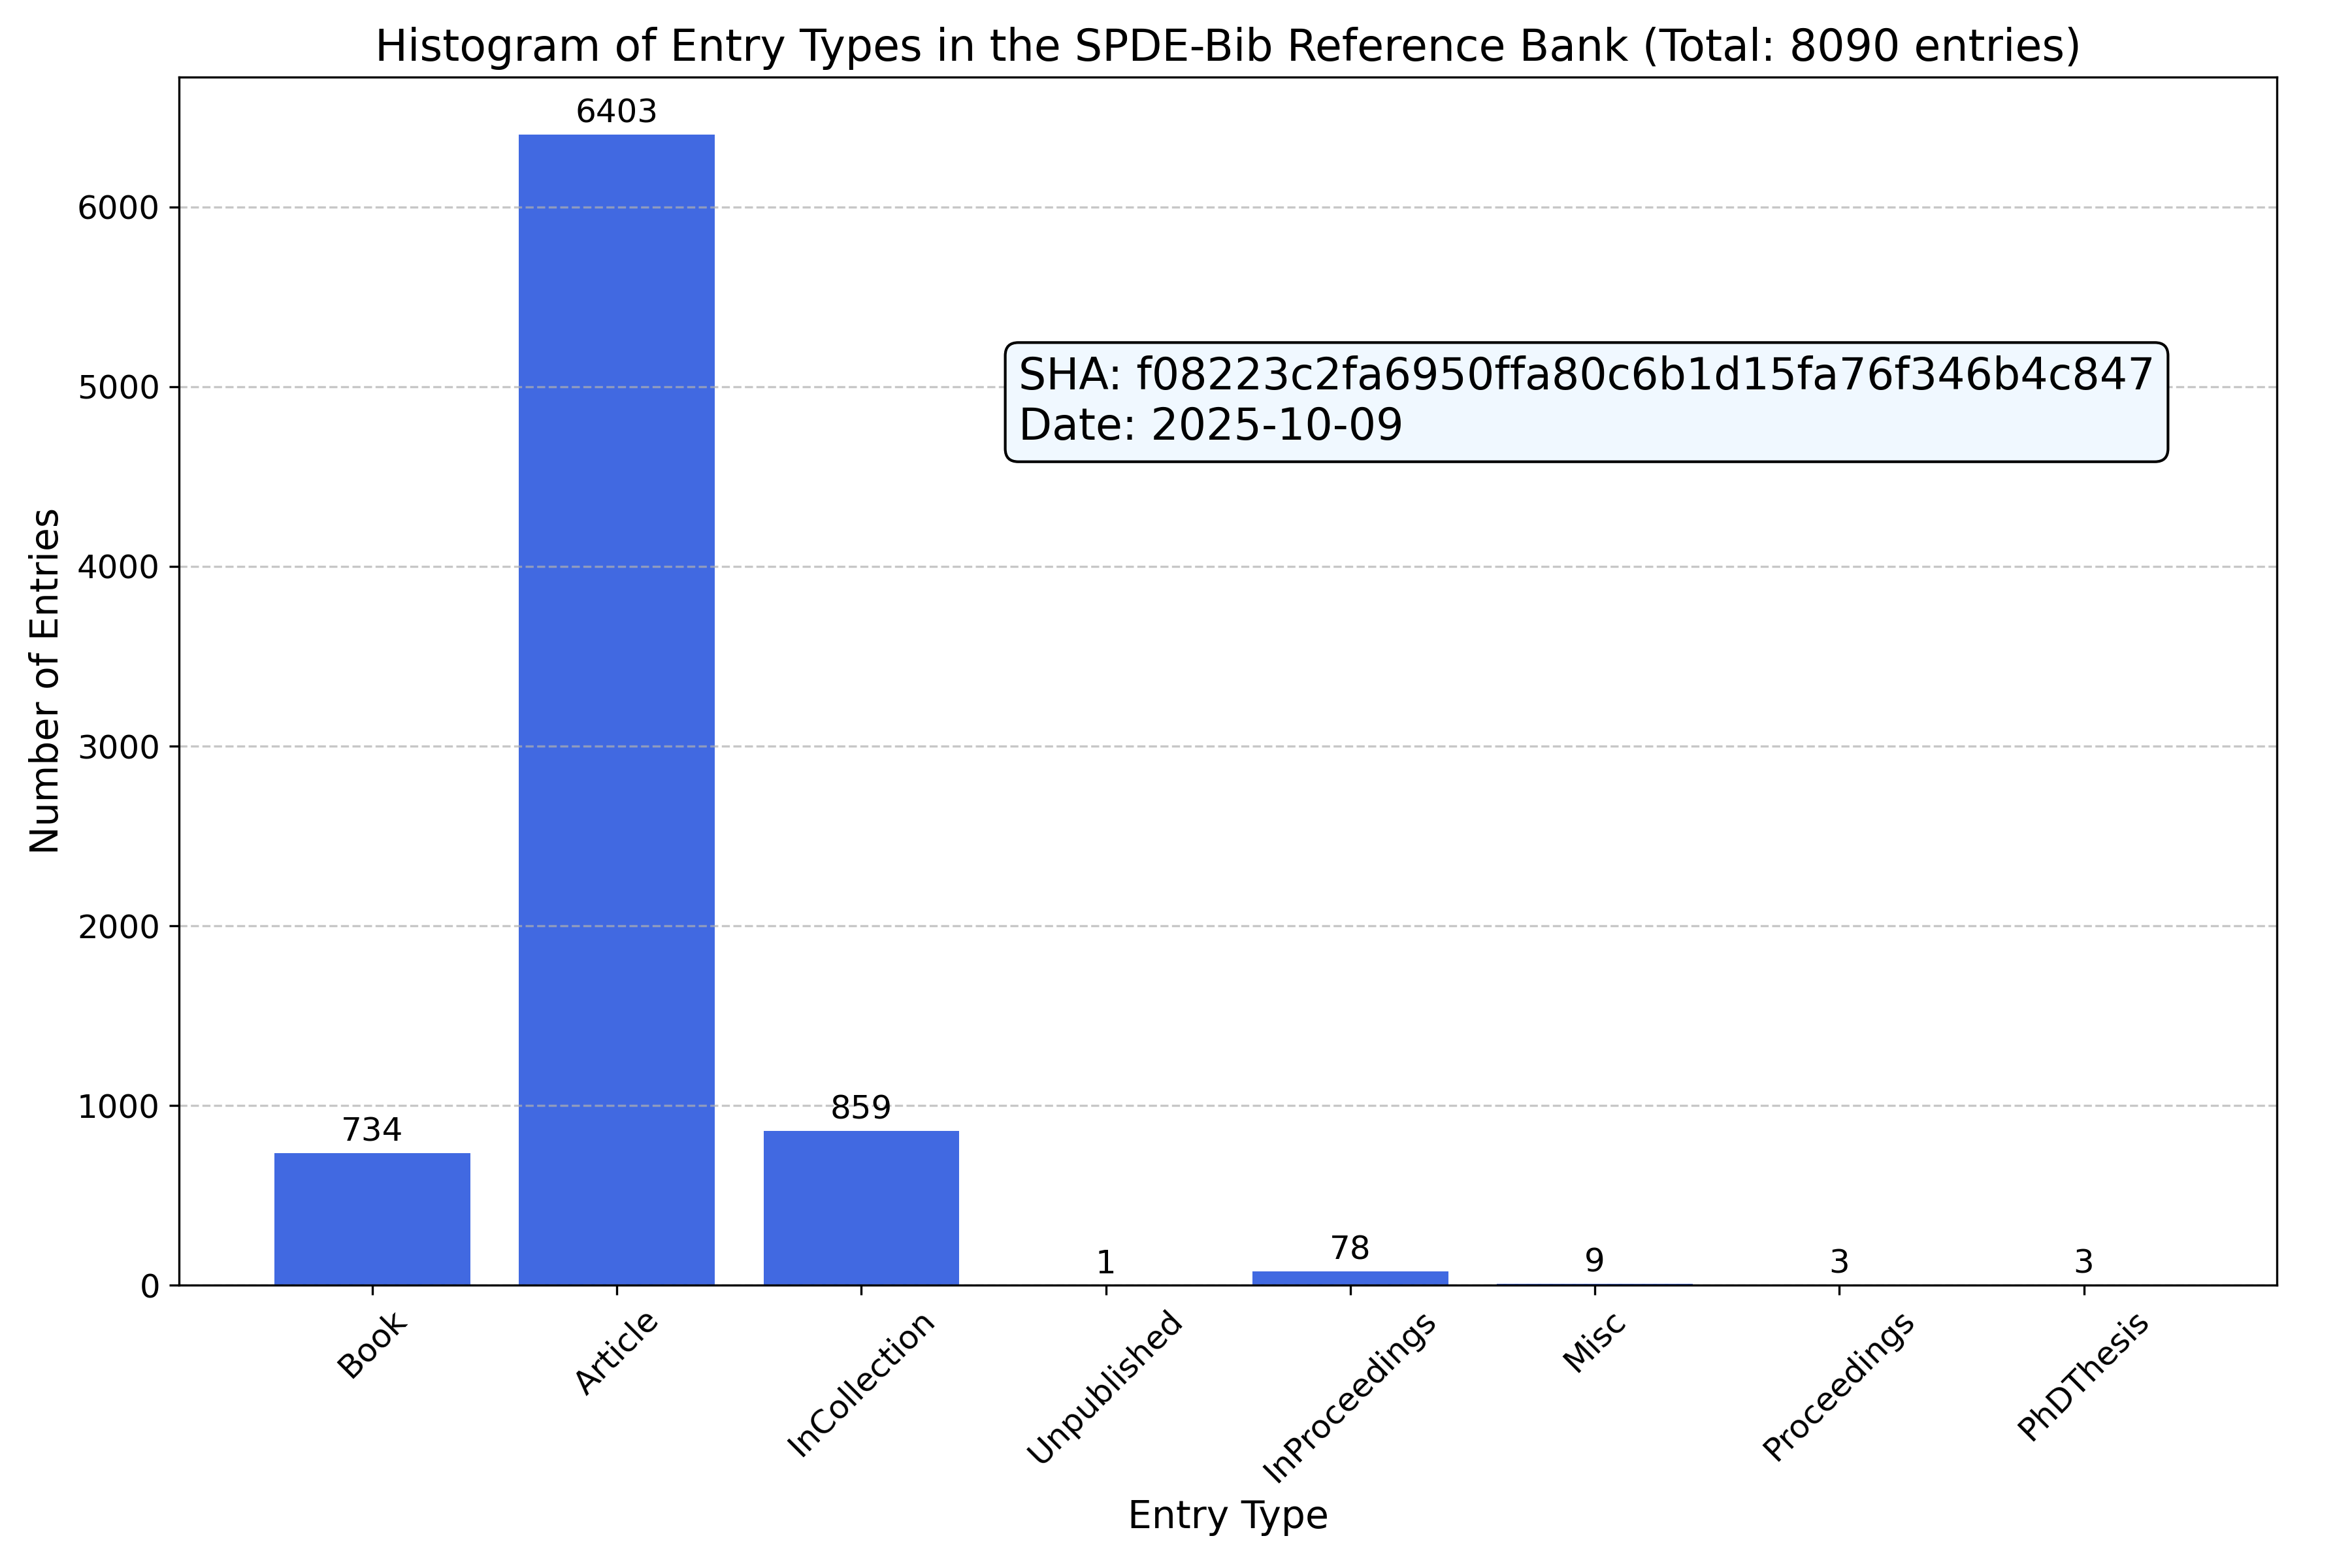 Histogram of Entry Types in the SPDE-Bib Reference Bank (Total: 8090 entries)
Number of Entries
6000
5000
4000
3000
2000
1000
0
734
6403
859
1
78
9
3
3
SHA: f08223c2fa6950ffa80c6b1d15fa76f346b4c847
Date: 2025-10-09
Book
Article
InCollection
Unpublished
InProceedings
Misc
Proceedings
PhDThesis
Entry Type